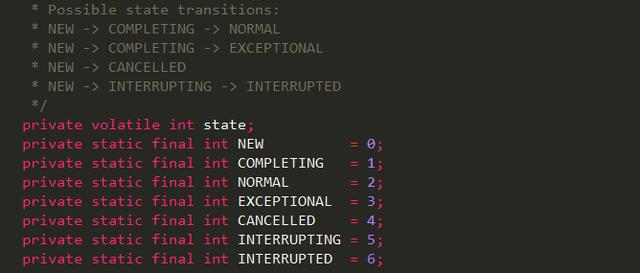 * Possible state transitions:
* NEW -> COMPLETING -> NORMAL
* NEW -> COMPLETING -> EXCEPTIONAL
* NEW -> CANCELLED
* NEW -> INTERRUPTING -> INTERRUPTED
*/
private volatile int state;
private static final int NEW          = 0;
private static final int COMPLETING   = 1;
private static final int NORMAL       = 2;
private static final int EXCEPTIONAL  = 3;
private static final int CANCELLED    = 4;
private static final int INTERRUPTING = 5;
private static final int INTERRUPTED  = 6;